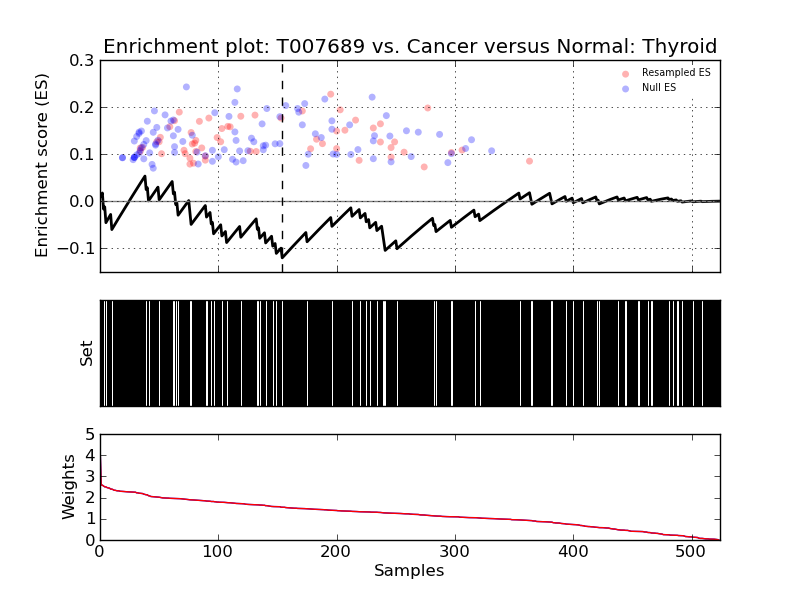 Enrichment plot: T007689 vs. Cancer versus Normal: Thyroid
Enrichment score (ES)
0.3
0.2
0.1
0.0
−0.1
Resampled ES
Null ES
Set
Weights
5
4
3
2
1
0
0 100 200 300 400 500
Samples